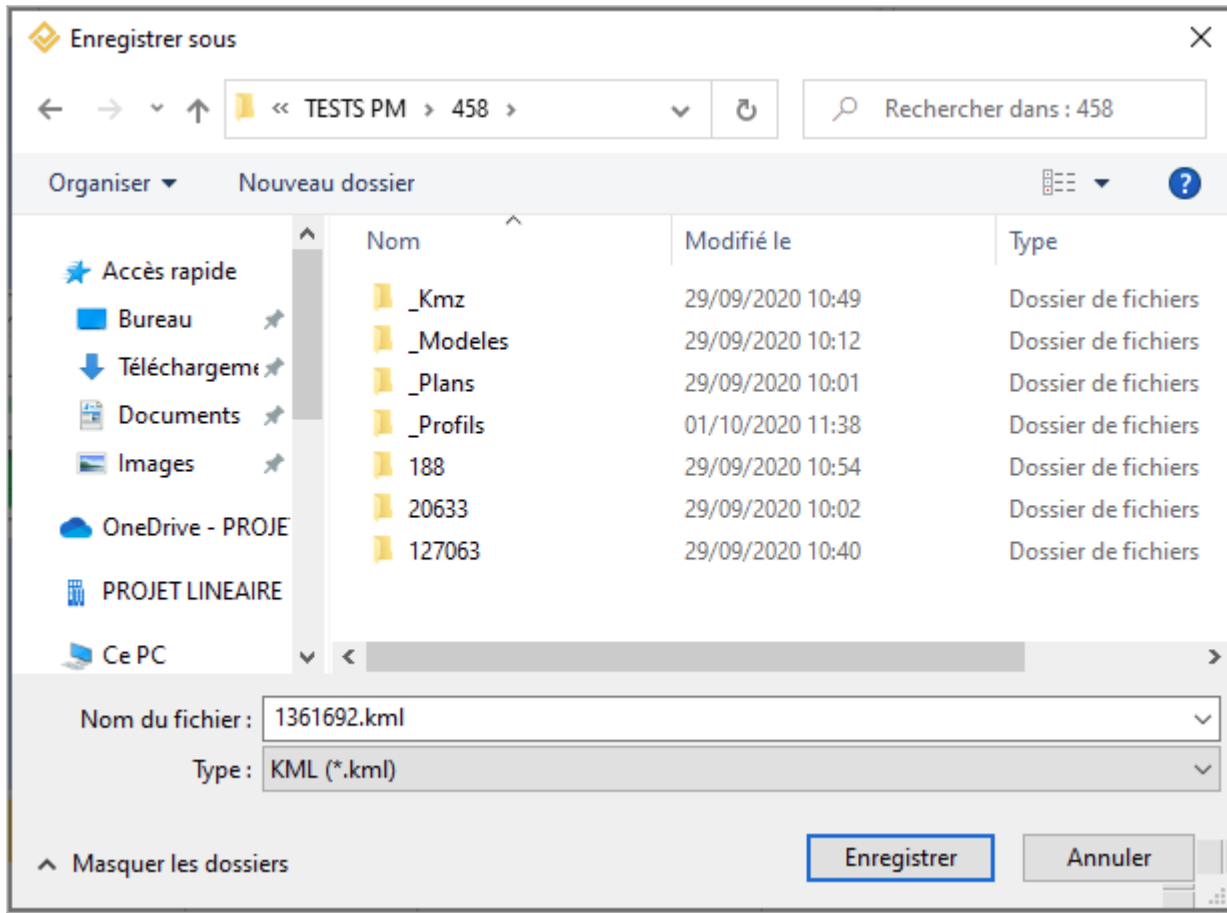 Enregistrer sous
« TESTS PM > 458 >
Rechercher dans : 458
Organiser
Nouveau dossier
?
Nom
Modifié le
Type
Accès rapide
Bureau
Téléchargeme
Documents
Images
OneDrive - PROJE
PROJET LINEAIRE
Ce PC
_Kmz 29/09/2020 10:49 Dossier de fichiers
_Modeles 29/09/2020 10:12 Dossier de fichiers
_Plans 29/09/2020 10:01 Dossier de fichiers
_Profils 01/10/2020 11:38 Dossier de fichiers
188 29/09/2020 10:54 Dossier de fichiers
20633 29/09/2020 10:02 Dossier de fichiers
127063 29/09/2020 10:40 Dossier de fichiers
Nom du fichier : 1361692.kml
Type : KML (*.kml)
Masquer les dossiers
Enregistrer
Annuler